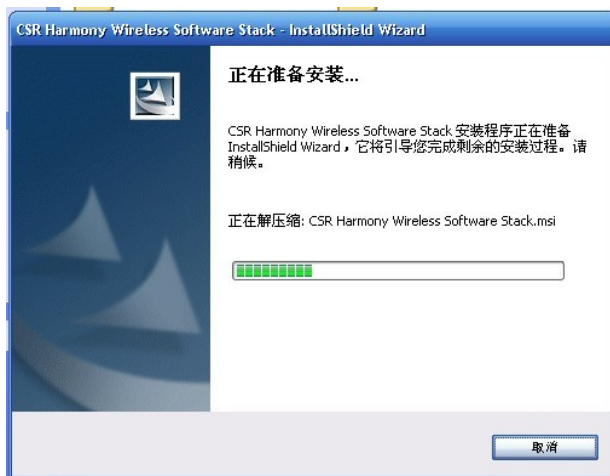 CSR Harmony Wireless Software Stack - InstallShield Wizard
正在准备安装...
CSR Harmony Wireless Software Stack 安装程序正在准备
InstallShield Wizard，它将引导您完成剩余的安装过程。请
稍候。
正在解压缩: CSR Harmony Wireless Software Stack.msi
取消